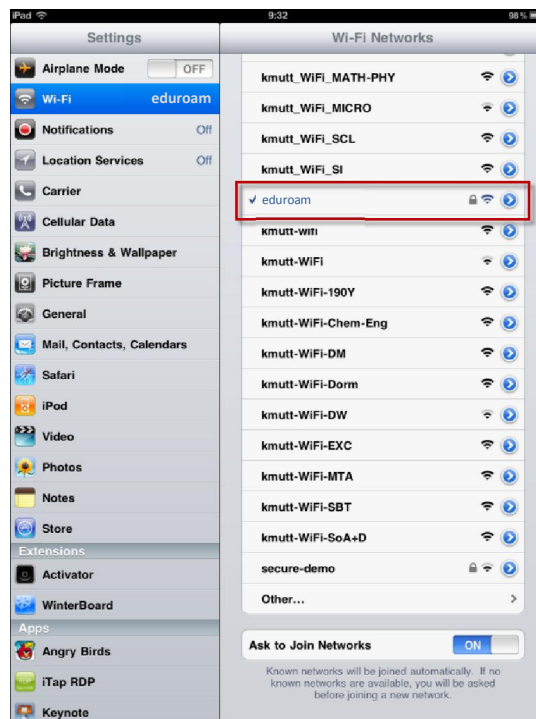 iPad 9:32 98%
Settings
Airplane Mode OFF
Wi-Fi eduroam
Notifications Off
Location Services Off
Carrier
Cellular Data
Brightness & Wallpaper
Picture Frame
General
Mail, Contacts, Calendars
Safari
iPod
Video
Photos
Notes
Store
Extensions
Activator
WinterBoard
Apps
Angry Birds
iTap RDP
Keynote
Wi-Fi Networks
kmutt_WiFi_MATH-PHY
kmutt_WiFi_MICRO
kmutt_WiFi_SCL
kmutt_WiFi_SI
eduroam
kmutt-wifi
kmutt-WiFi
kmutt-WiFi-190Y
kmutt-WiFi-Chem-Eng
kmutt-WiFi-DM
kmutt-WiFi-Dorm
kmutt-WiFi-DW
kmutt-WiFi-EXC
kmutt-WiFi-MTA
kmutt-WiFi-SBT
kmutt-WiFi-SoA+D
secure-demo
Other...
Ask to Join Networks ON
Known networks will be joined automatically. If no
known networks are available, you will be asked
before joining a new network.